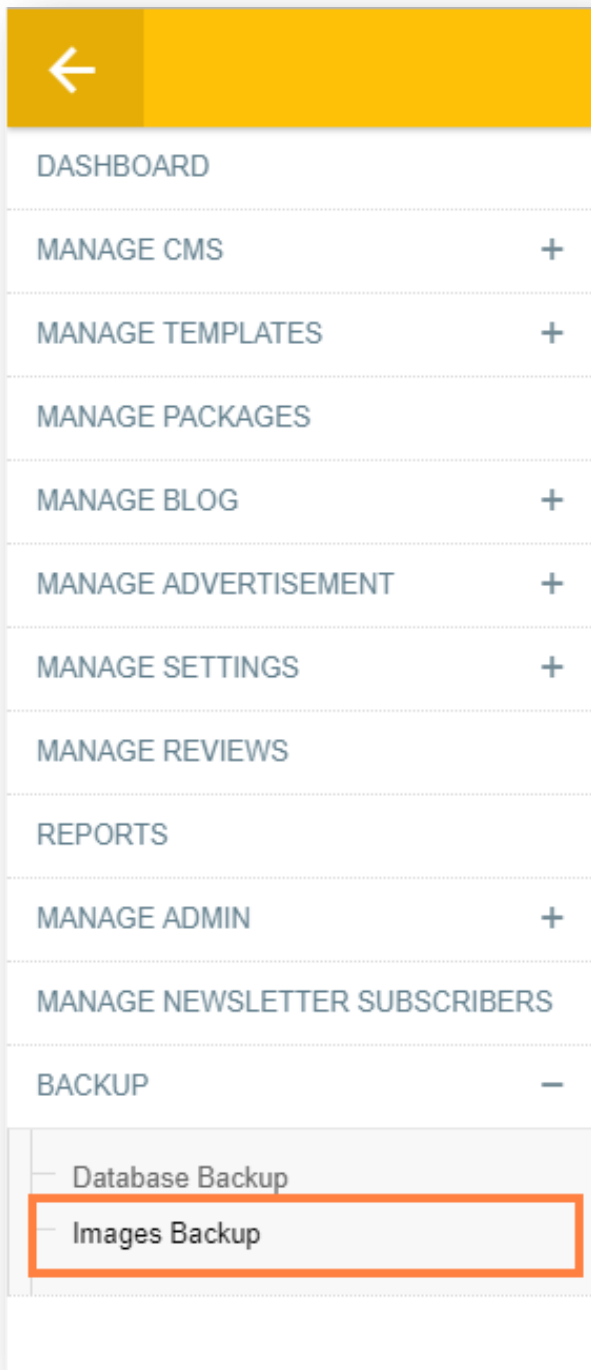 DASHBOARD
MANAGE CMS +
MANAGE TEMPLATES +
MANAGE PACKAGES
MANAGE BLOG +
MANAGE ADVERTISEMENT +
MANAGE SETTINGS +
MANAGE REVIEWS
REPORTS
MANAGE ADMIN +
MANAGE NEWSLETTER SUBSCRIBERS
BACKUP −
Database Backup
Images Backup